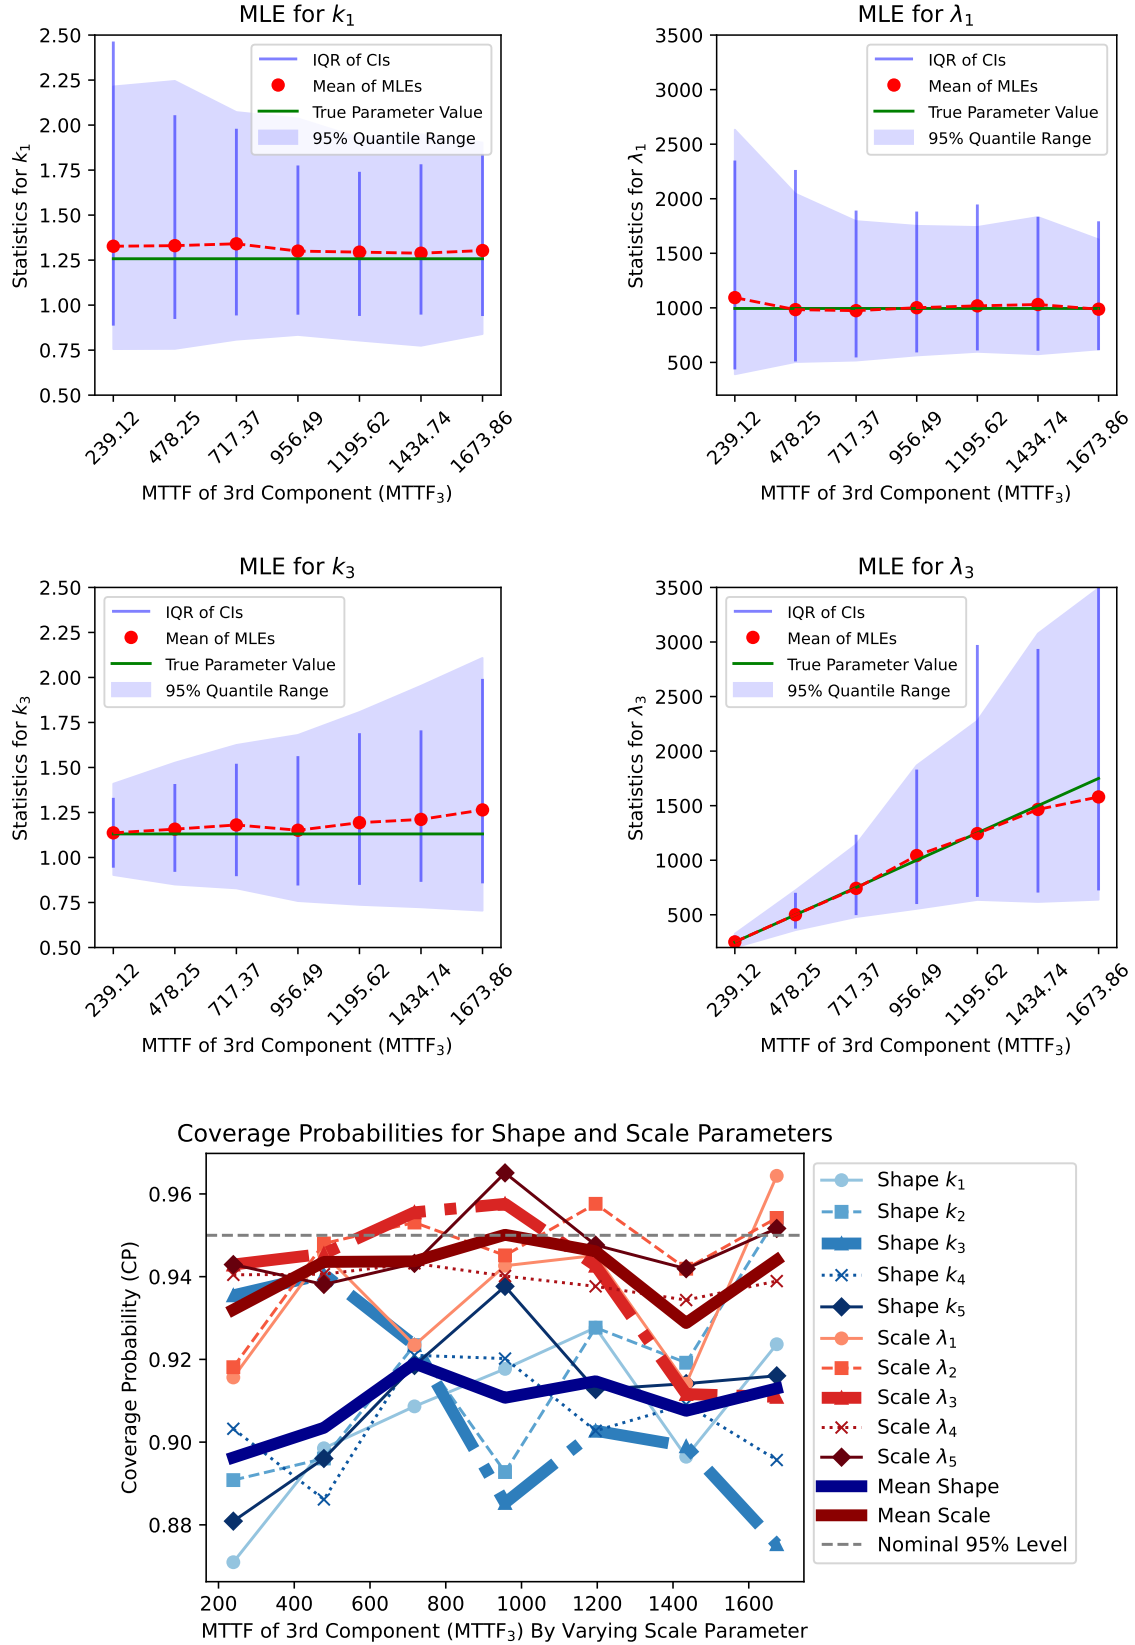 MLE for k1
2.50
2.25
2.00
1.75
1.50
1.25
1.00
0.75
0.50
Statistics for k1
IQR of CIs
Mean of MLEs
True Parameter Value
95% Quantile Range
239.12
478.25
717.37
956.49
1195.62
1434.74
1673.86
MTTF of 3rd Component (MTTF3)
MLE for λ1
3500
3000
2500
2000
1500
1000
500
Statistics for λ1
IQR of CIs
Mean of MLEs
True Parameter Value
95% Quantile Range
239.12
478.25
717.37
956.49
1195.62
1434.74
1673.86
MTTF of 3rd Component (MTTF3)
MLE for k3
2.50
2.25
2.00
1.75
1.50
1.25
1.00
0.75
0.50
Statistics for k3
IQR of CIs
Mean of MLEs
True Parameter Value
95% Quantile Range
239.12
478.25
717.37
956.49
1195.62
1434.74
1673.86
MTTF of 3rd Component (MTTF3)
MLE for λ3
3500
3000
2500
2000
1500
1000
500
Statistics for λ3
IQR of CIs
Mean of MLEs
True Parameter Value
95% Quantile Range
239.12
478.25
717.37
956.49
1195.62
1434.74
1673.86
MTTF of 3rd Component (MTTF3)
Coverage Probabilities for Shape and Scale Parameters
0.96
0.94
0.92
0.90
0.88
Coverage Probability (CP)
200
400
600
800
1000
1200
1400
1600
MTTF of 3rd Component (MTTF3) By Varying Scale Parameter
Shape k1
Shape k2
Shape k3
Shape k4
Shape k5
Scale λ1
Scale λ2
Scale λ3
Scale λ4
Scale λ5
Mean Shape
Mean Scale
Nominal 95% Level